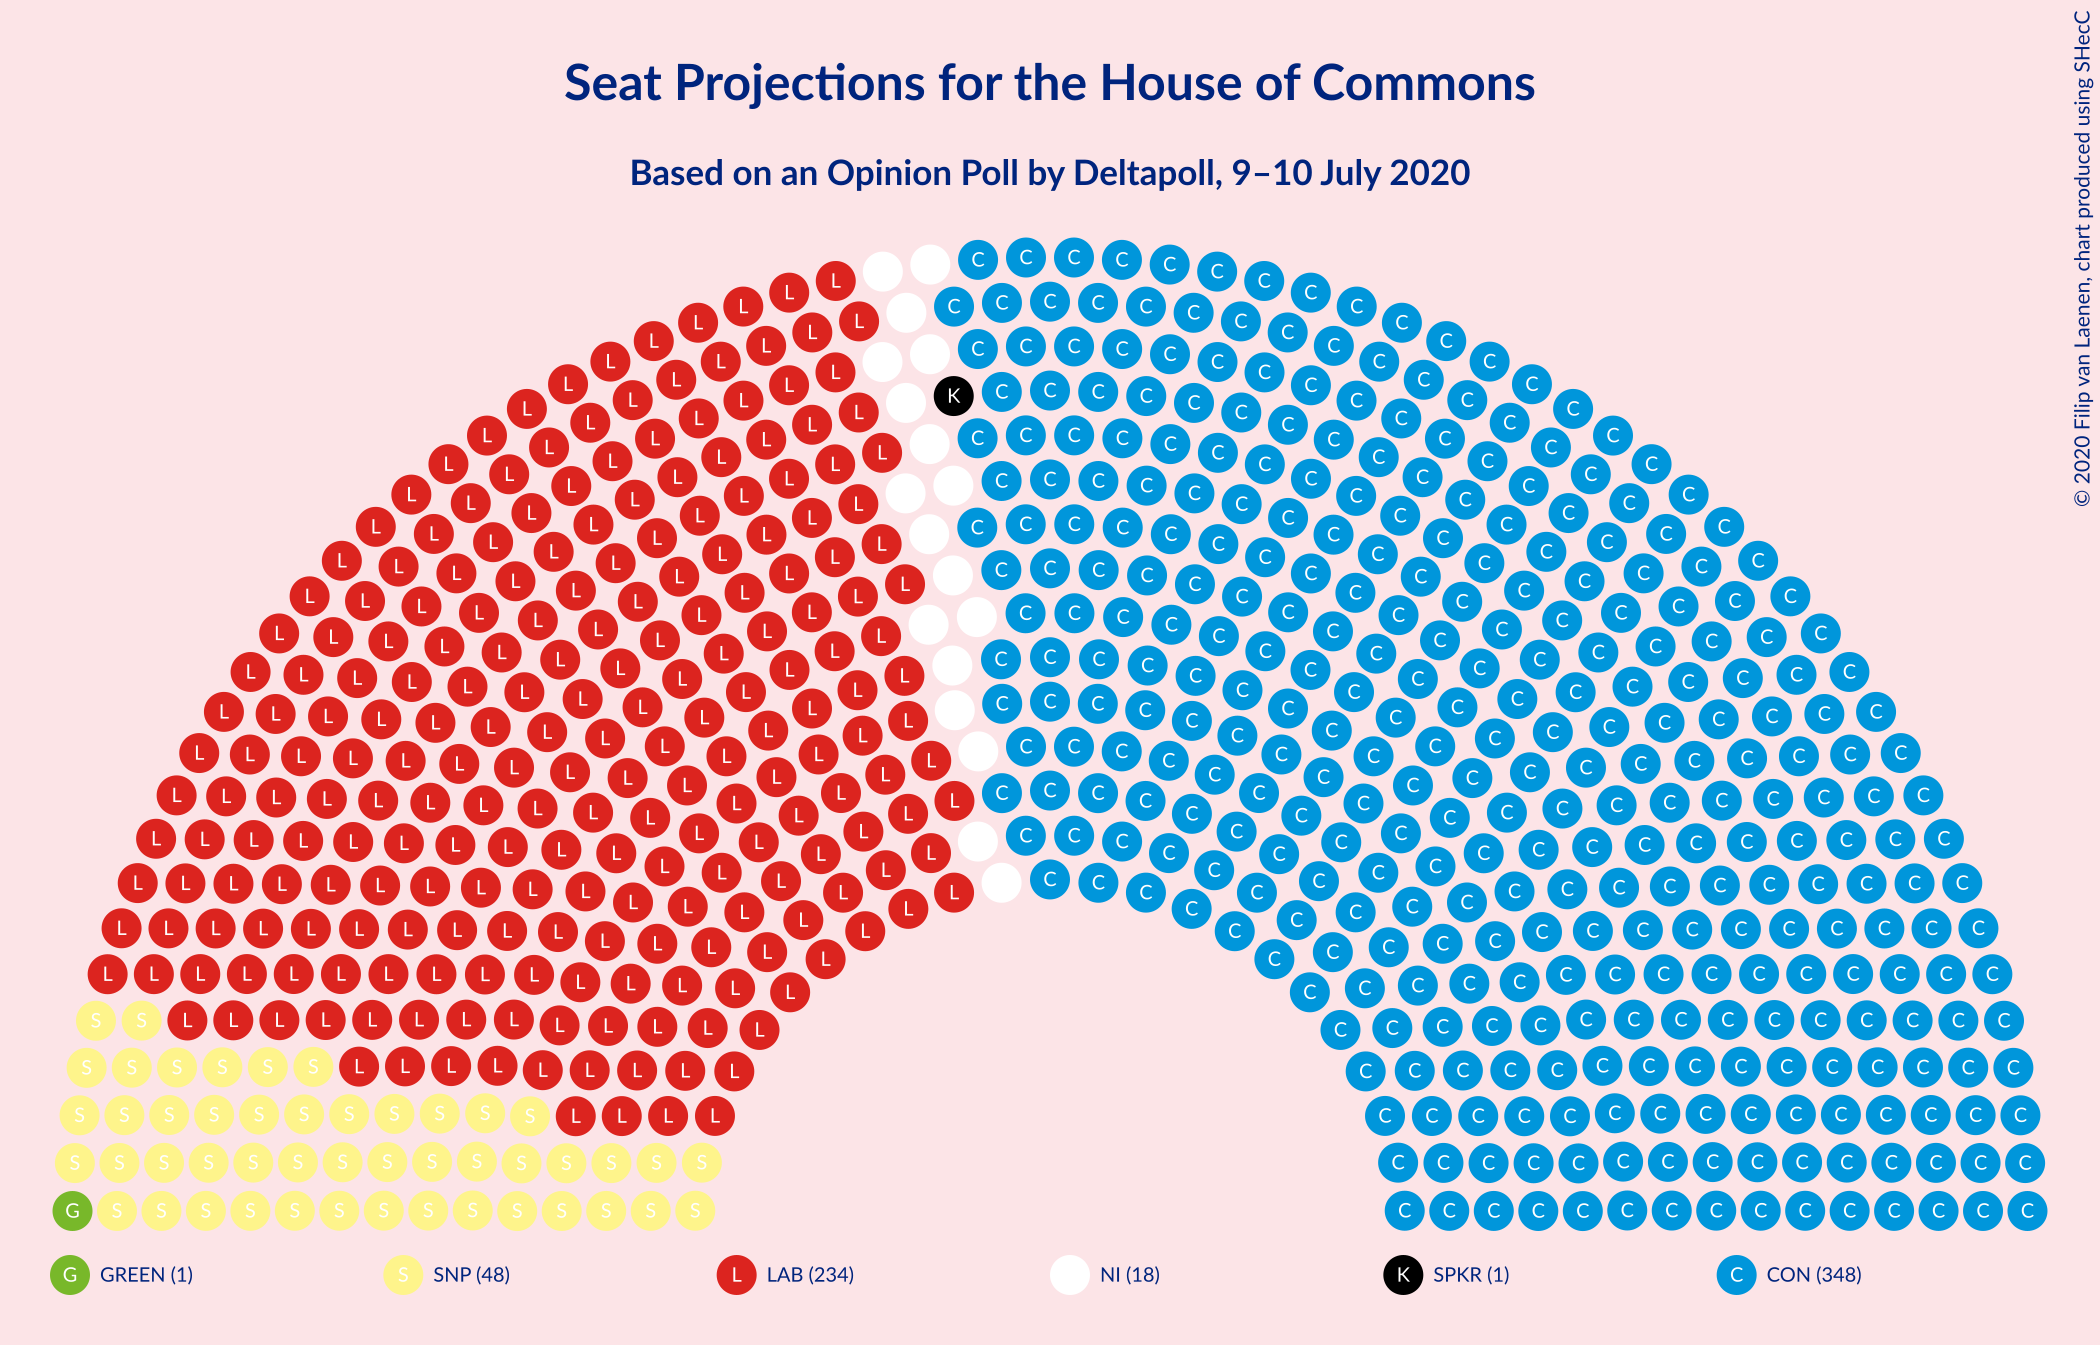 Seat Projections for the House of Commons
Based on an Opinion Poll by Deltapoll, 9–10 July 2020
© 2020 Filip van Laenen, chart produced using SHecC
G GREEN (1)
S SNP (48)
L LAB (234)
NI (18)
K SPKR (1)
C CON (348)